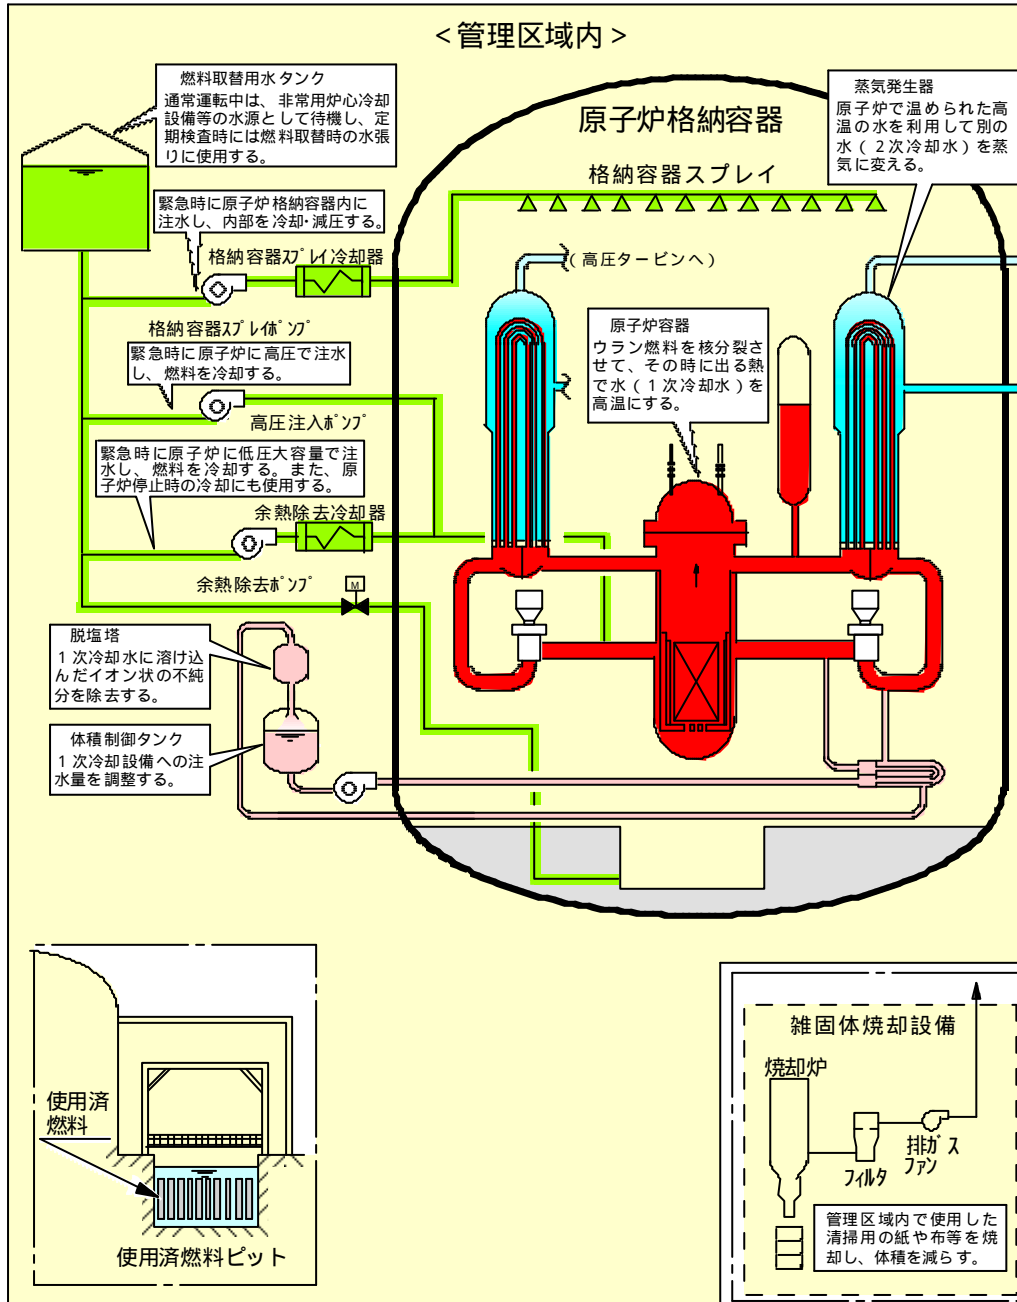 <管理区域内>
燃料取替用水タンク
通常運転中は、非常用炉心冷却
設備等の水源として待機し、定
期検査時には燃料取替時の水張
りに使用する。
蒸気発生器
原子炉で温められた高
温の水を利用して別の
水(2次冷却水)を蒸
気に変える。
原子炉格納容器
格納容器スプレイ
緊急時に原子炉格納容器内に
注水し、内部を冷却・減圧する。
格納容器ｽﾌﾟﾚｲ冷却器
(高圧タービンへ)
格納容器ｽﾌﾟﾚｲﾎﾟﾝﾌﾟ
原子炉容器
ウラン燃料を核分裂さ
せて、その時に出る熱
で水(1次冷却水)を
高温にする。
緊急時に原子炉に高圧で注水
し、燃料を冷却する。
高圧注入ﾎﾟﾝﾌﾟ
緊急時に原子炉に低圧大容量で注
水し、燃料を冷却する。また、原
子炉停止時の冷却にも使用する。
余熱除去冷却器
余熱除去ﾎﾟﾝﾌﾟ
M
脱塩塔
1次冷却水に溶け込
んだイオン状の不純
分を除去する。
体積制御タンク
1次冷却設備への注
水量を調整する。
使用済
燃料
使用済燃料ピット
雑固体焼却設備
焼却炉
フィルタ
排ｶﾞｽ
ファン
管理区域内で使用した
清掃用の紙や布等を焼
却し、体積を減らす。